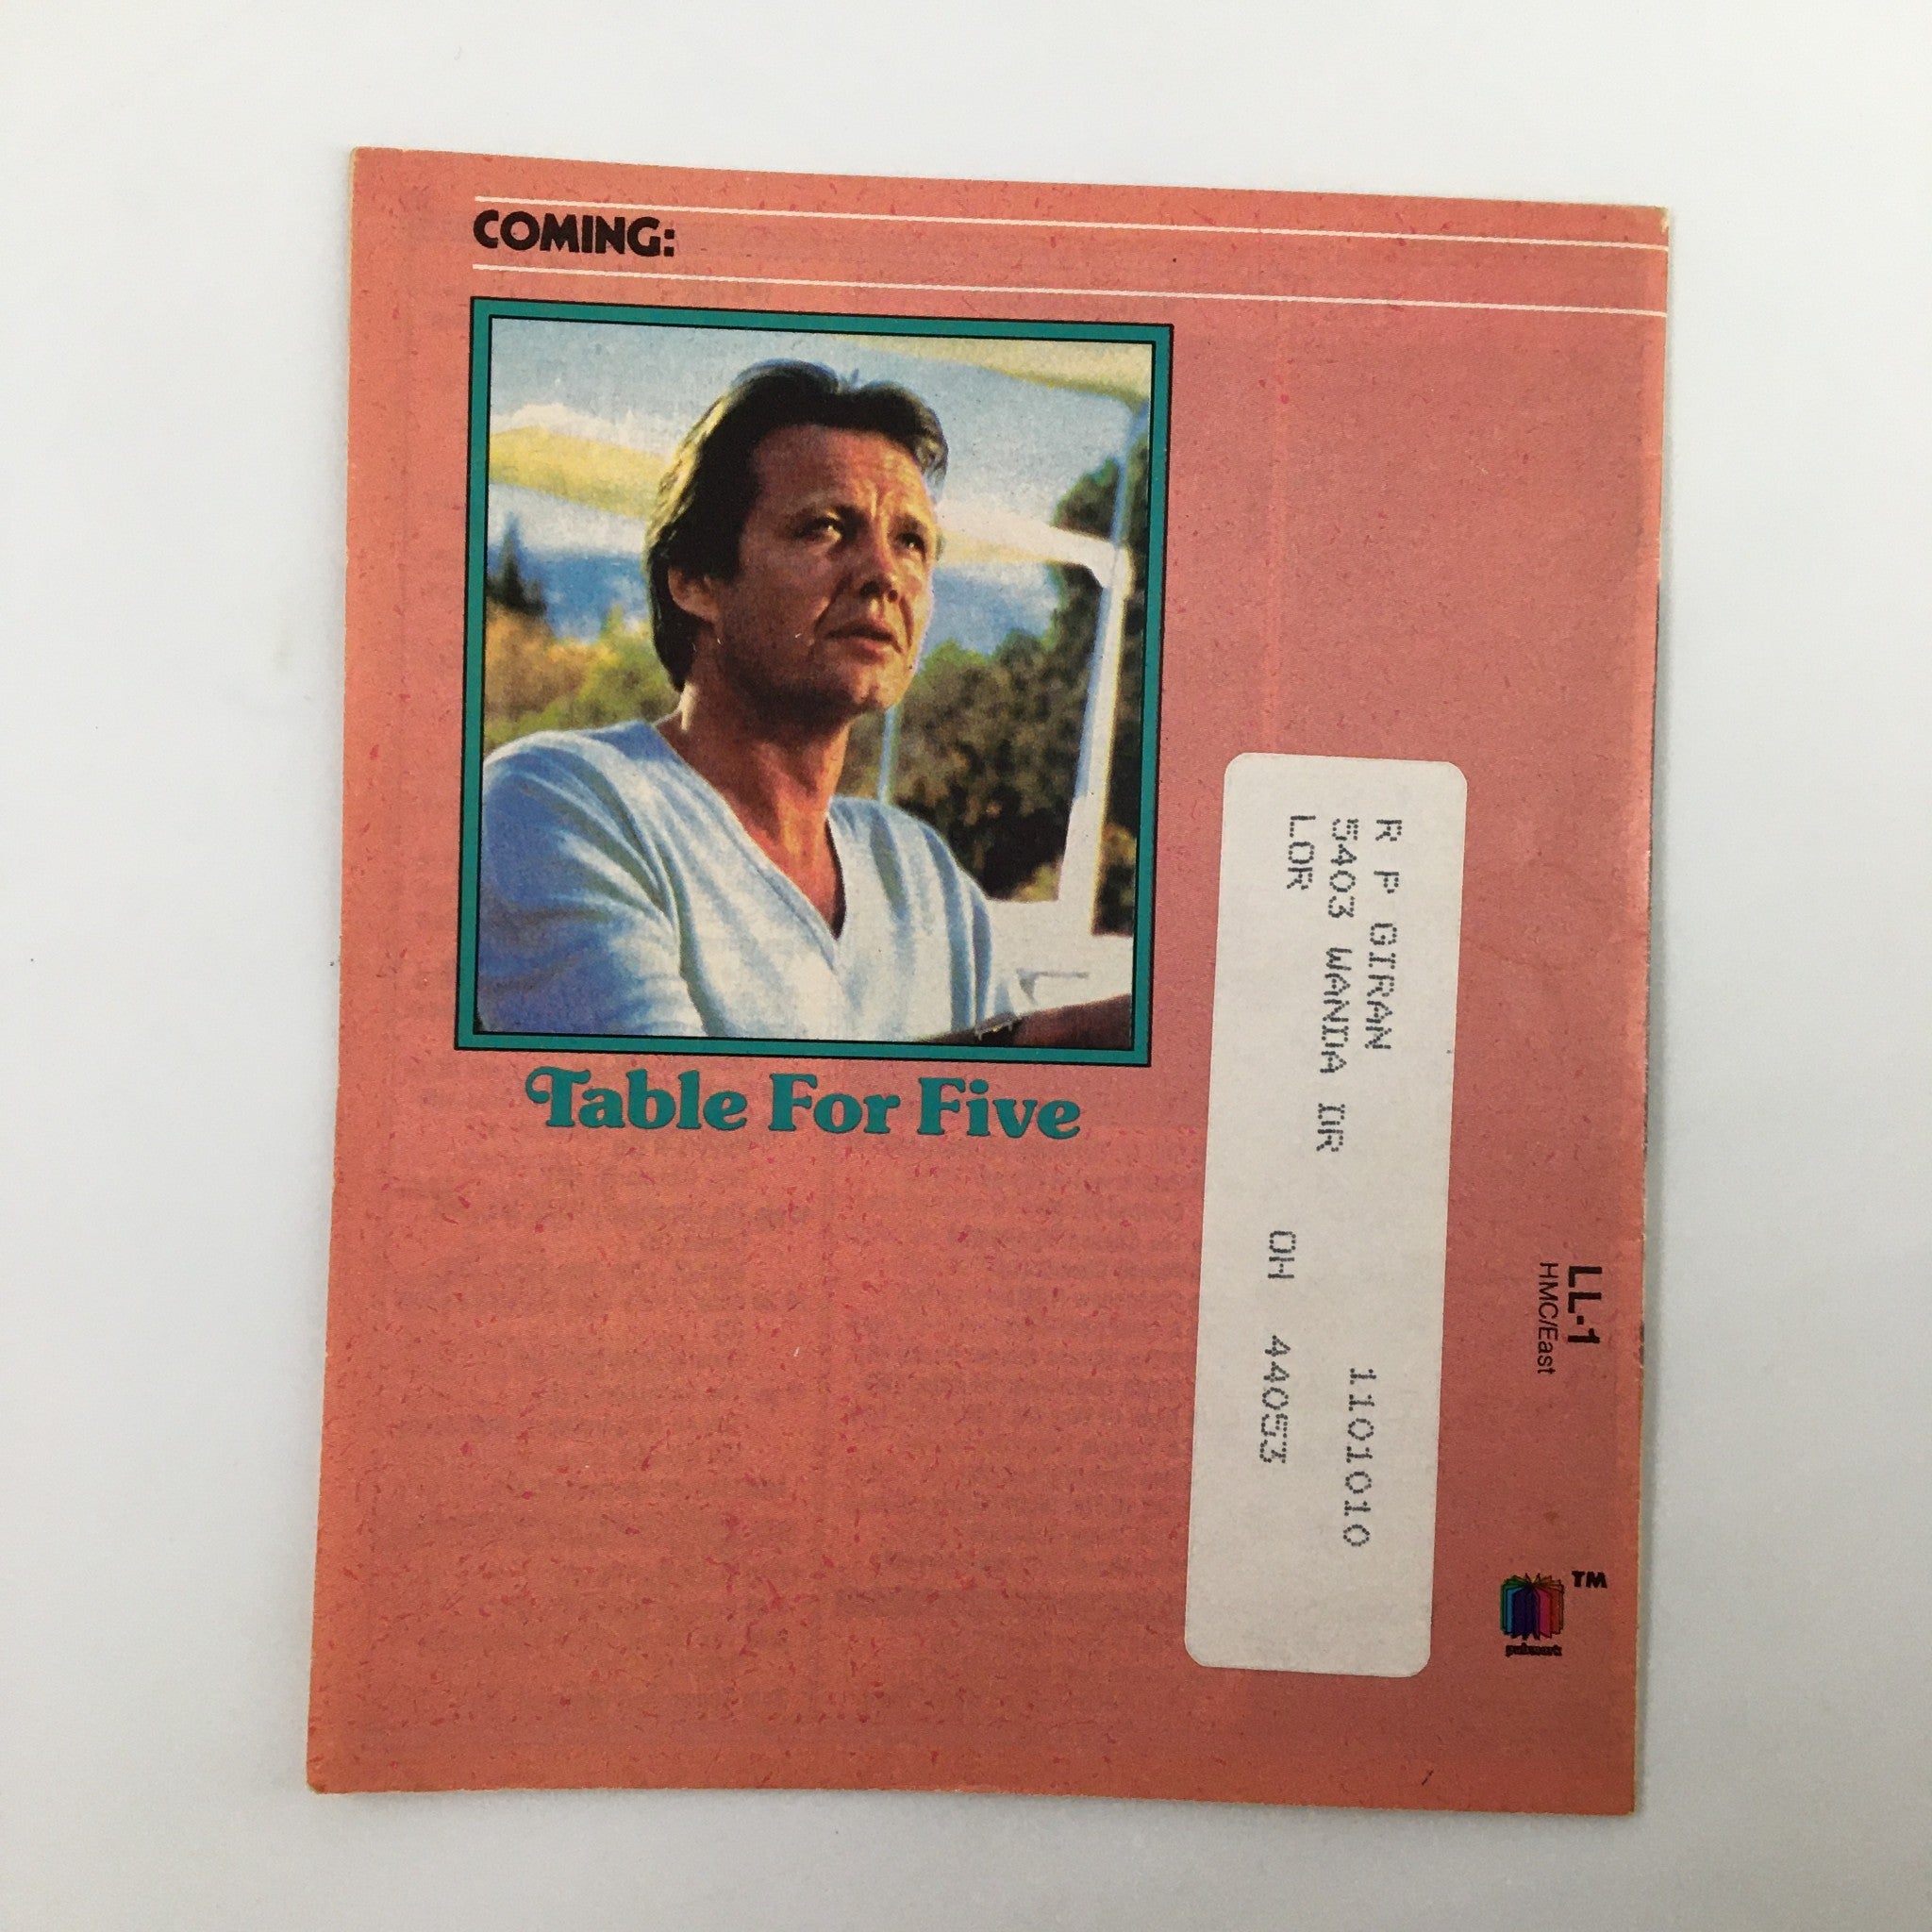 COMING:
Table For Five
R P GIRAN
5403 WANDA DR 1101010
LOR OH 44053
LL-1
HMC/East
TM